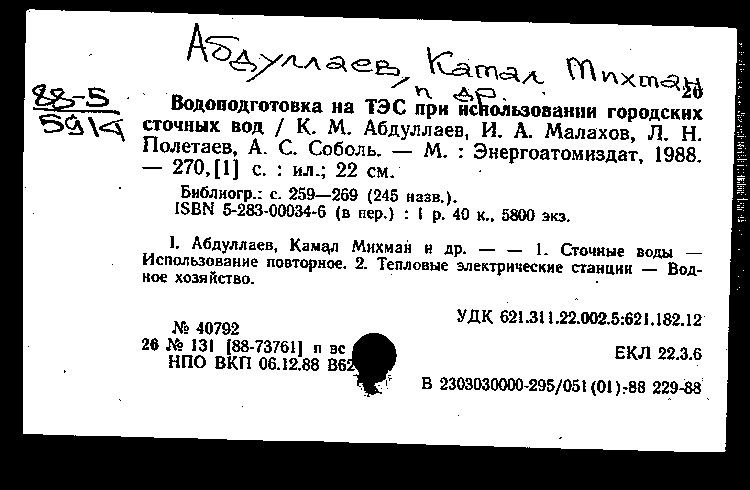 Абдуллаев, Камал Михман
и др.
88-5
5914
26
Водоподготовка на ТЭС при использовании городских
сточных вод / К. М. Абдуллаев, И. А. Малахов, Л. Н.
Полетаев, А. С. Соболь. — М. : Энергоатомиздат, 1988.
— 270,[1] с. : ил.; 22 см.
Библиогр.: с. 259—269 (245 назв.).
ISBN 5-283-00034-6 (в пер.) : 1 р. 40 к., 5800 экз.
1. Абдуллаев, Камал Михман и др. — — 1. Сточные воды —
Использование повторное. 2. Тепловые электрические станции — Вод-
ное хозяйство.
УДК 621.311.22.002.5:621.182.12
№ 40792
26 № 131 [88-73761] п вс
ЕКЛ 22.3.6
НПО ВКП 06.12.88 В62
В 2303030000-295/051(01)-88 229-88